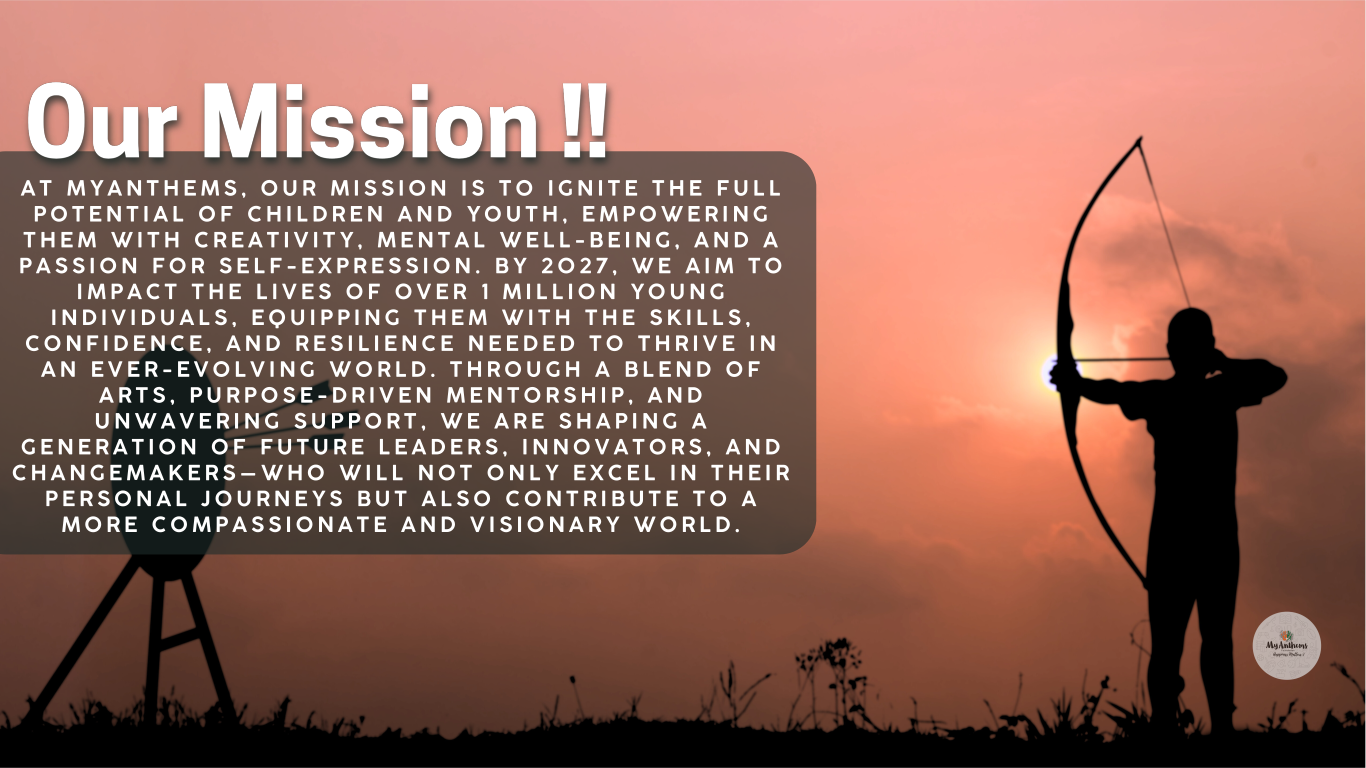 Our Mission !!
AT MYANTHEMS, OUR MISSION IS TO IGNITE THE FULL
POTENTIAL OF CHILDREN AND YOUTH, EMPOWERING
THEM WITH CREATIVITY, MENTAL WELL-BEING, AND A
PASSION FOR SELF-EXPRESSION. BY 2027, WE AIM TO
IMPACT THE LIVES OF OVER 1 MILLION YOUNG
INDIVIDUALS, EQUIPPING THEM WITH THE SKILLS,
CONFIDENCE, AND RESILIENCE NEEDED TO THRIVE IN
AN EVER-EVOLVING WORLD. THROUGH A BLEND OF
ARTS, PURPOSE-DRIVEN MENTORSHIP, AND
UNWAVERING SUPPORT, WE ARE SHAPING A
GENERATION OF FUTURE LEADERS, INNOVATORS, AND
CHANGEMAKERS—WHO WILL NOT ONLY EXCEL IN THEIR
PERSONAL JOURNEYS BUT ALSO CONTRIBUTE TO A
MORE COMPASSIONATE AND VISIONARY WORLD.
MyAnthems